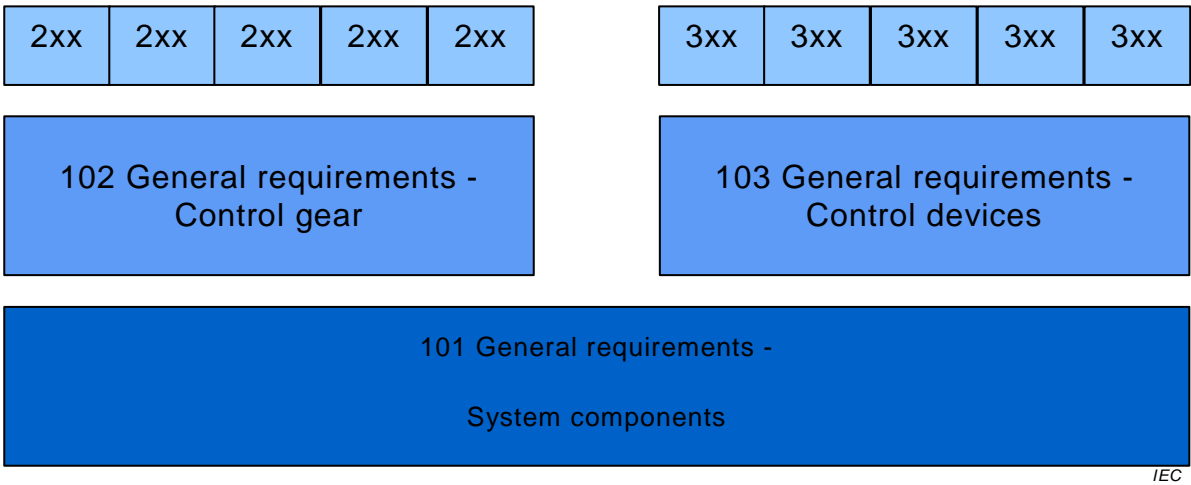 2xx 2xx 2xx 2xx 2xx 3xx 3xx 3xx 3xx 3xx
102 General requirements -
Control gear
103 General requirements -
Control devices
101 General requirements -
System components
IEC